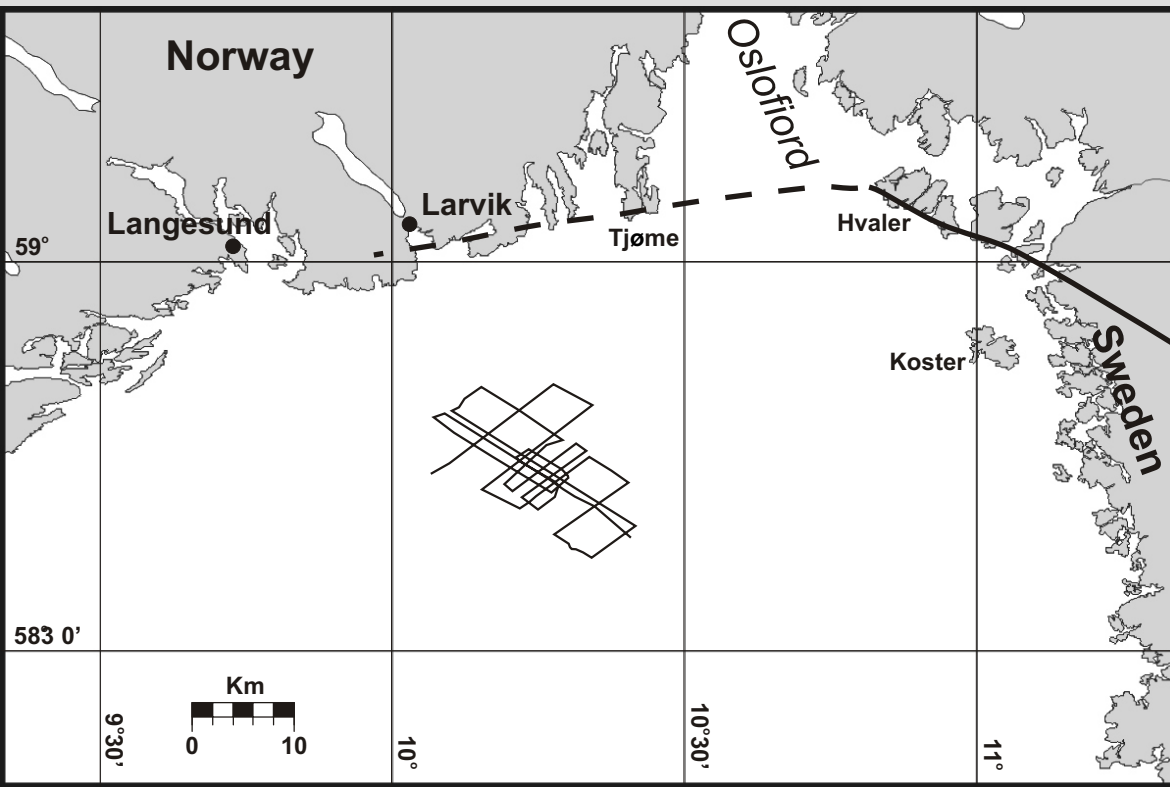 Norway
Oslofiord
Langesund
Larvik
59°
Tjøme
Hvaler
Koster
Sweden
583 0’
Km
0
10
9°30’
10°
10°30’
11°